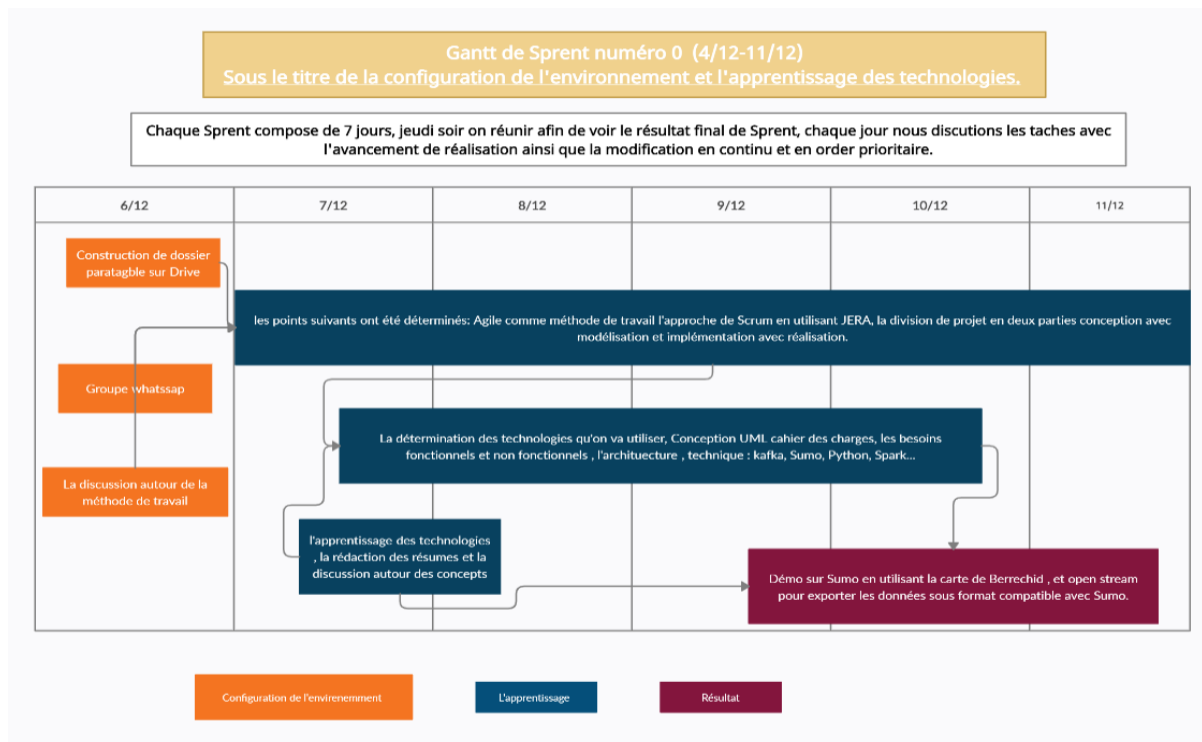 Gantt de Sprent numéro 0 (4/12-11/12)
Sous le titre de la configuration de l'environnement et l'apprentissage des technologies.
Chaque Sprent compose de 7 jours, jeudi soir on réunir afin de voir le résultat final de Sprent, chaque jour nous discutions les taches avec
l'avancement de réalisation ainsi que la modification en continu et en order prioritaire.
6/12 7/12 8/12 9/12 10/12 11/12
Construction de dossier
paratagble sur Drive
les points suivants ont été déterminés: Agile comme méthode de travail l'approche de Scrum en utilisant JERA, la division de projet en deux parties conception avec
modélisation et implémentation avec réalisation.
Groupe whatssap
La détermination des technologies qu'on va utiliser, Conception UML cahier des charges, les besoins
fonctionnels et non fonctionnels , l'archituecture , technique : kafka, Sumo, Python, Spark...
La discussion autour de la
méthode de travail
l'apprentissage des technologies
, la rédaction des résumes et la
discussion autour des concepts
Démo sur Sumo en utilisant la carte de Berrechid , et open stream
pour exporter les données sous format compatible avec Sumo.
Configuration de l'envirenemment
L'apprentissage
Résultat